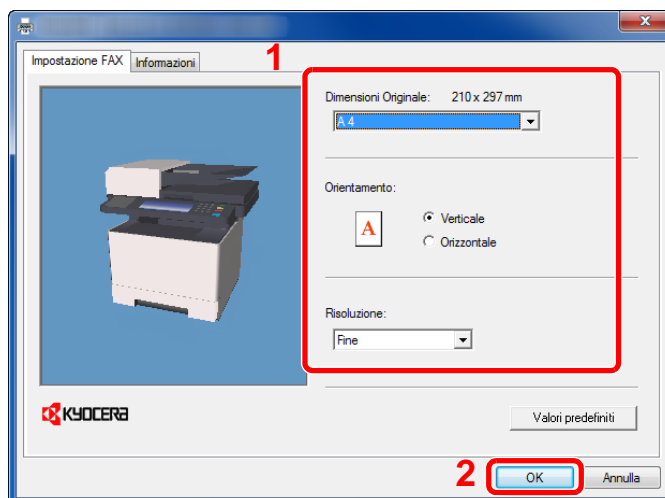 Impostazione FAX
Informazioni
1
Dimensioni Originale: 210 x 297 mm
A4
Orientamento:
A
Verticale
Orizzontale
Risoluzione:
Fine
KYOCERA
Valori predefiniti
2
OK
Annulla